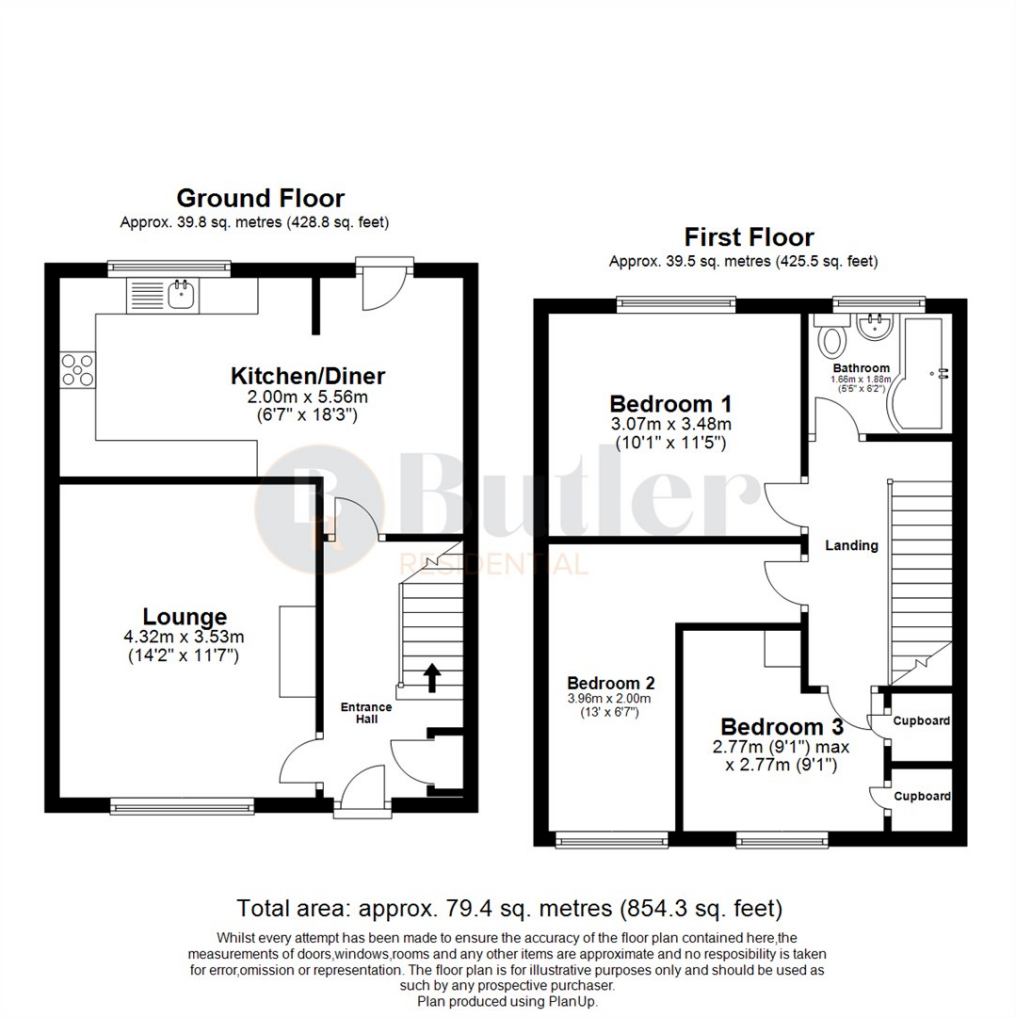 Ground Floor
Approx. 39.8 sq. metres (428.8 sq. feet)
First Floor
Approx. 39.5 sq. metres (425.5 sq. feet)
Kitchen/Diner
2.00m x 5.56m
(6'7" x 18'3")
Bathroom
1.66m x 1.88m
(5'5" x 6'2")
Bedroom 1
3.07m x 3.48m
(10'1" x 11'5")
BR Butler
RESIDENTIAL
Landing
Lounge
4.32m x 3.53m
(14'2" x 11'7")
Entrance
Hall
Bedroom 2
3.96m x 2.00m
(13' x 6'7")
Bedroom 3
2.77m (9'1") max
x 2.77m (9'1")
Cupboard
Cupboard
Total area: approx. 79.4 sq. metres (854.3 sq. feet)
Whilst every attempt has been made to ensure the accuracy of the floor plan contained here,the
measurements of doors,windows,rooms and any other items are approximate and no resposibility is taken
for error,omission or representation. The floor plan is for illustrative purposes only and should be used as
such by any prospective purchaser.
Plan produced using PlanUp.